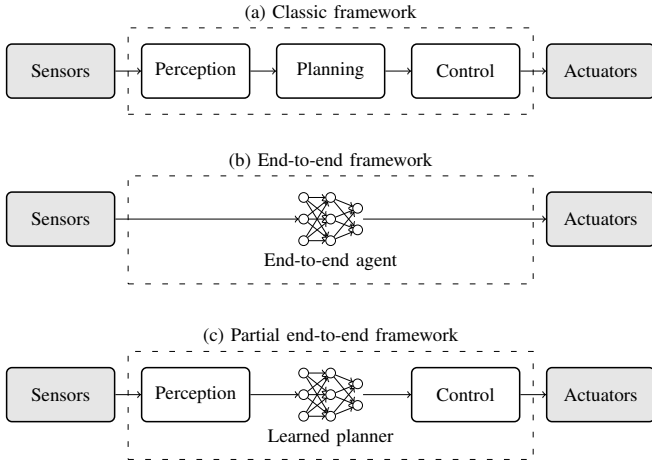 (a) Classic framework
Sensors
Perception
Planning
Control
Actuators
(b) End-to-end framework
Sensors
End-to-end agent
Actuators
(c) Partial end-to-end framework
Sensors
Perception
Learned planner
Control
Actuators